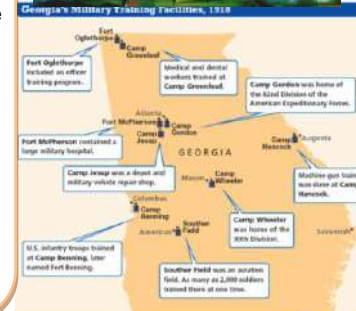 e
Georgia's Military Training Facilities, 1918
Fort
Oglethorpe
Camp
Greenleaf
Fort Oglethorpe
included an officer
training program.
Medical and dental
workers trained at
Camp Greenleaf.
Camp Gordon was home of
the 82nd Division of the
American Expeditionary Forces.
Atlanta
Fort McPherson
Camp
Gordon
Camp
Jesup
Fort McPherson contained a
large military hospital.
GEORGIA
Camp
Hancock
Augusta
Camp Jesup was a depot and
military vehicle repair shop.
Macon
Camp
Wheeler
Machine gun train
was done at Camp
Hancock.
Columbus
Camp
Benning
Souther
Field
Americus
Camp Wheeler
was home of the
Division.
Savannah
U.S. infantry troops trained
at Camp Benning, later
named Fort Benning.
Souther Field was an aviation
field. As many as 2,000 soldiers
trained there at one time.